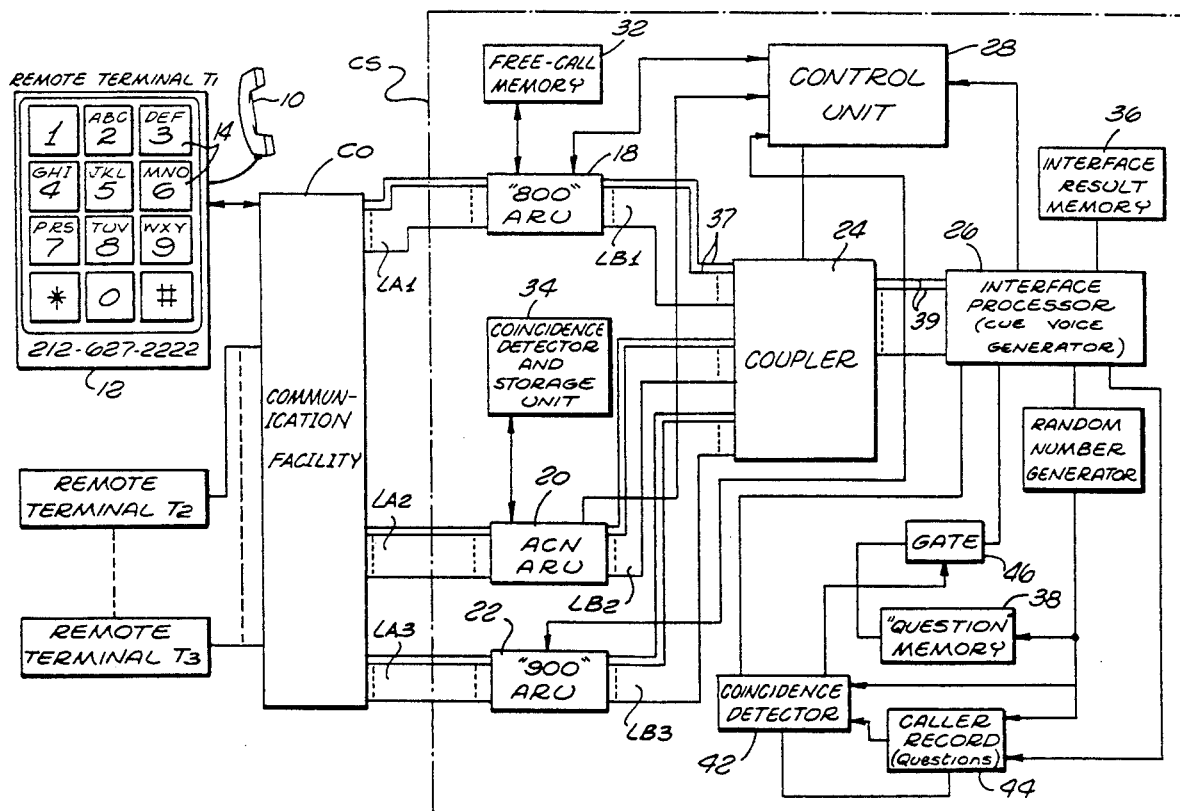 REMOTE TERMINAL T1
1
ABC
2
DEF
3
GHI
4
JKL
5
MNO
6
PRS
7
TUV
8
WXY
9
*
0
#
212-627-2222
12
10
14
CO
COMMUN-
ICATION
FACILITY
REMOTE
TERMINAL T2
REMOTE
TERMINAL T3
CS
FREE-CALL
MEMORY
32
18
"800"
ARU
LA1
LB1
37
34
COINCIDENCE
DETECTOR
AND
STORAGE
UNIT
20
ACN
ARU
LA2
LB2
22
"900"
ARU
LA3
LB3
28
CONTROL
UNIT
24
COUPLER
39
36
INTERFACE
RESULT
MEMORY
26
INTERFACE
PROCESSOR
(CUE VOICE
GENERATOR)
RANDOM
NUMBER
GENERATOR
GATE
46
38
"QUESTION"
MEMORY
COINCIDENCE
DETECTOR
42
CALLER
RECORD
(Questions)
44